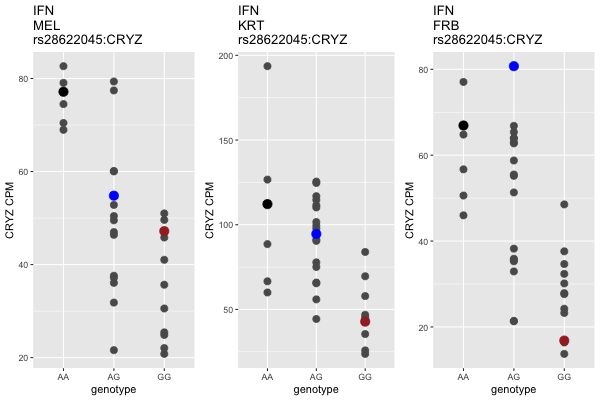 IFN
MEL
rs28622045:CRYZ
CRYZ CPM
80
60
40
20
AA
AG
GG
genotype
IFN
KRT
rs28622045:CRYZ
CRYZ CPM
200
150
100
50
AA
AG
GG
genotype
IFN
FRB
rs28622045:CRYZ
CRYZ CPM
80
60
40
20
AA
AG
GG
genotype